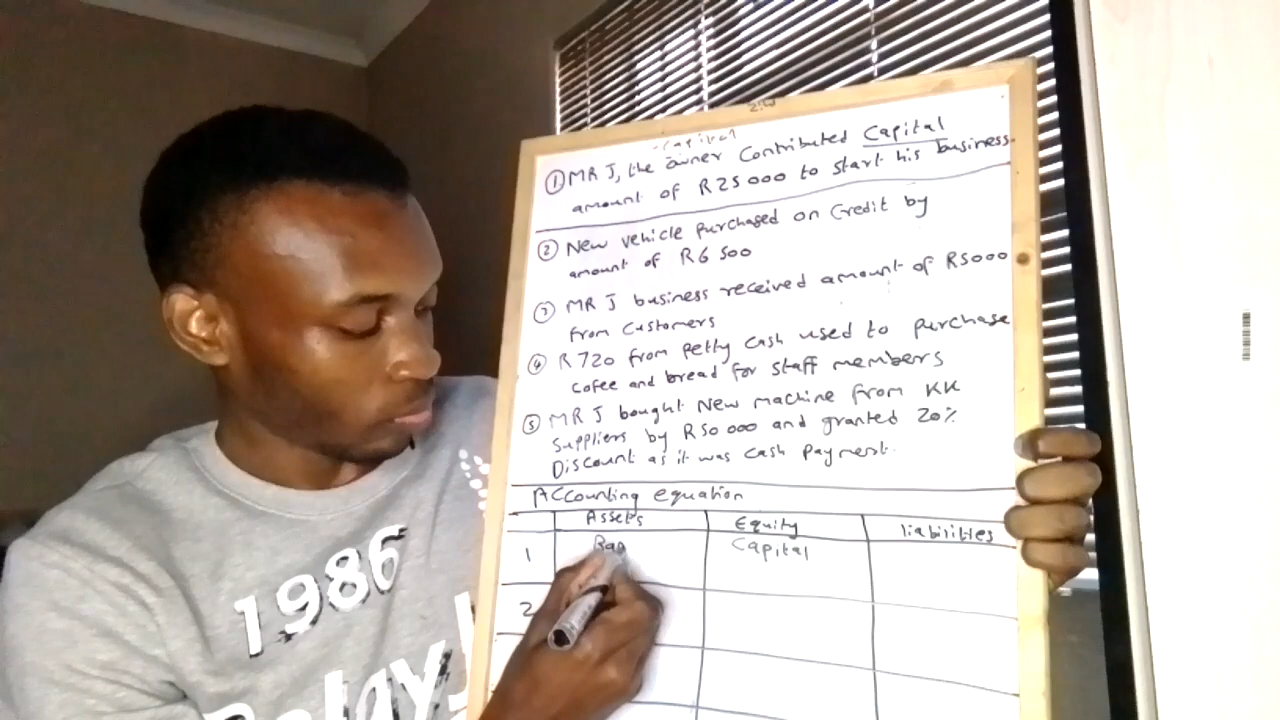 Capital
① MR J, the owner Contributed Capital
amount of R25000 to start his business.
② New vehicle purchased on Credit by
amount of R6 500
③ MR J business received amount of R5000
from Customers
④ R720 from petty cash used to purchase
cofee and bread for staff members
⑤ MR J bought New machine from KK
Suppliers by R50 000 and granted 20%
Discount as it was cash payment.
Accounting equation
Assets Equity liabilities
1 Ban Capital
2
1986